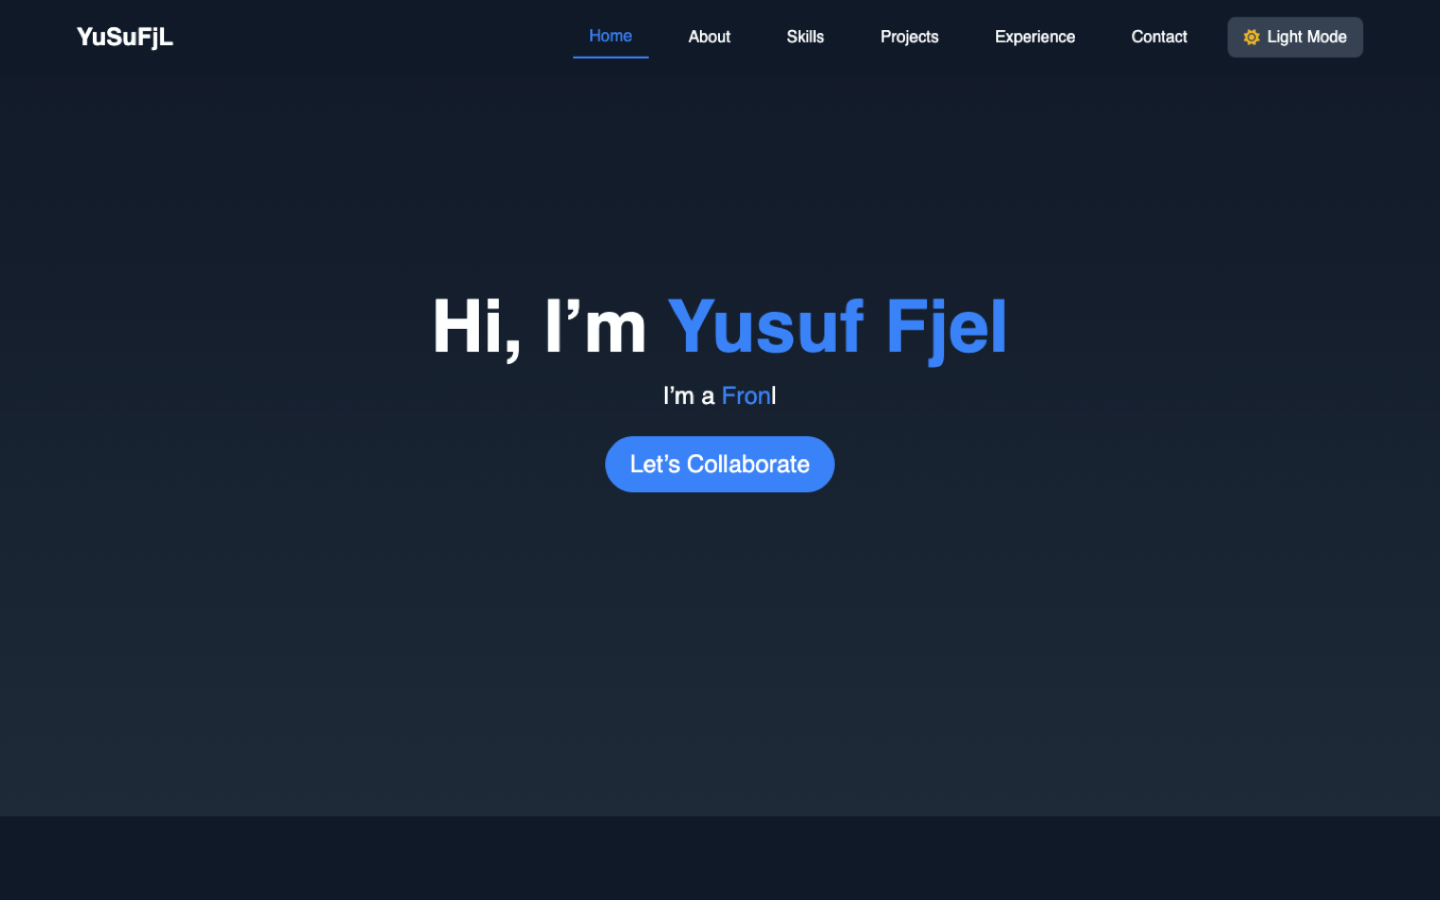 YuSuFjL
Home
About
Skills
Projects
Experience
Contact
Light Mode
Hi, I’m Yusuf Fjel
I’m a Fron
Let’s Collaborate